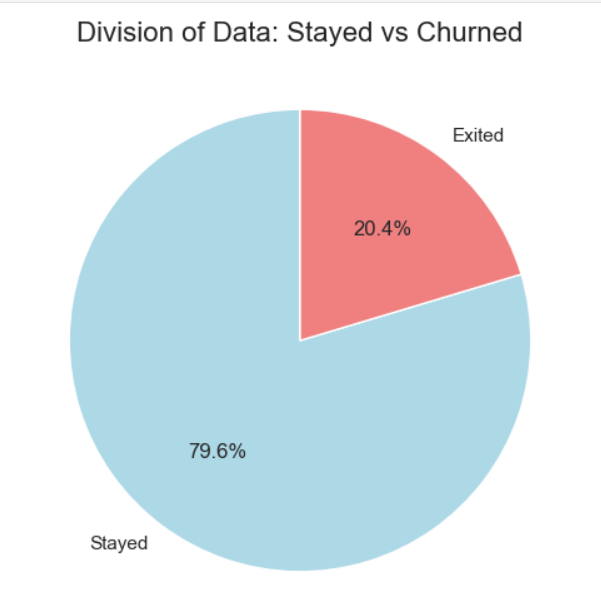 Division of Data: Stayed vs Churned
Exited
20.4%
79.6%
Stayed